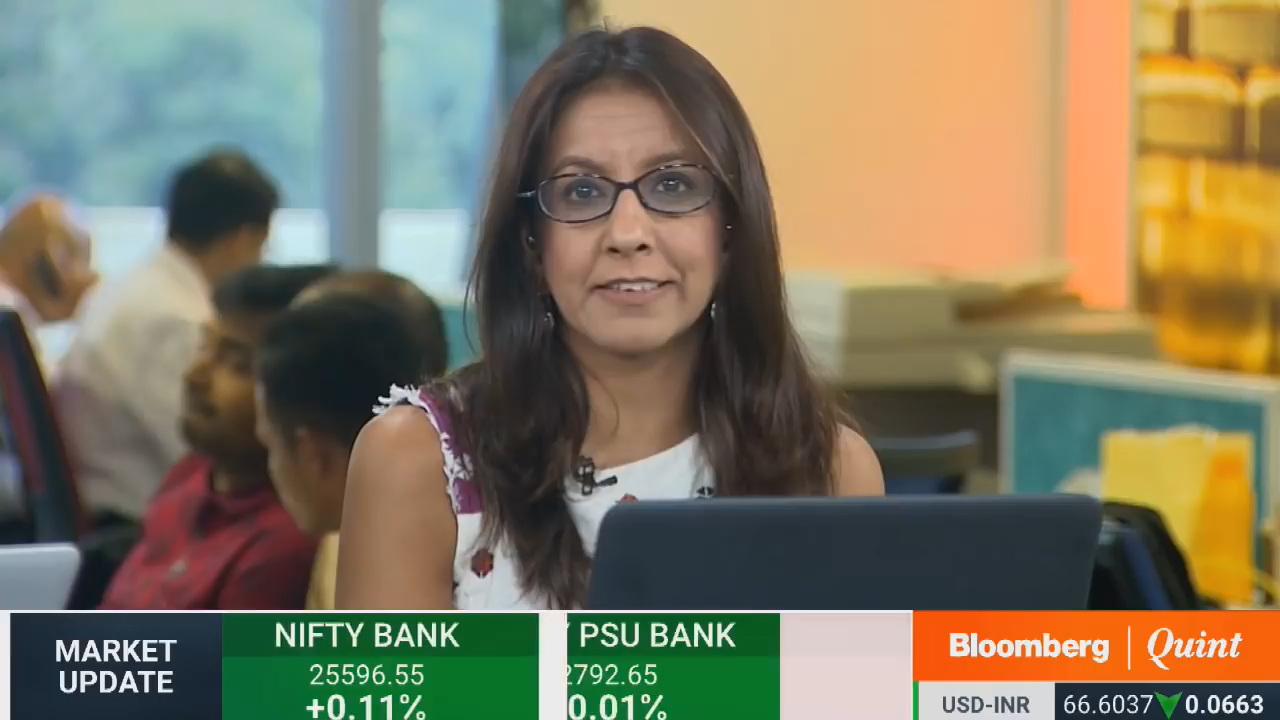 MARKET
UPDATE
NIFTY BANK
25596.55
+0.11%
PSU BANK
2792.65
0.01%
Bloomberg | Quint
USD-INR 66.6037 0.0663